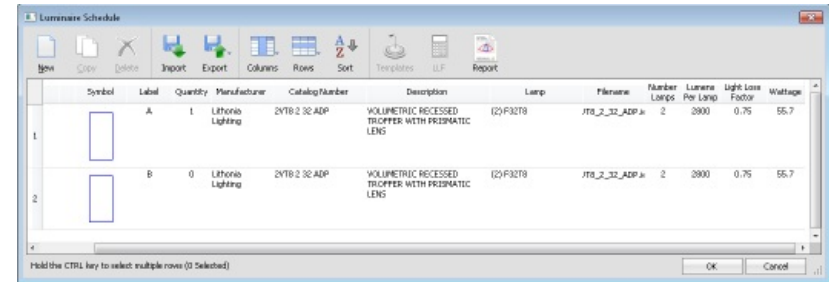 Luminaire Schedule
New Copy Delete Import Export Columns Rows Sort Templates LLF Report
Symbol Label Quantity Manufacturer Catalog Number Description Lamp Filename Number Lamps Lumens Per Lamp Light Loss Factor Wattage
1 A 1 Lithonia Lighting 2VT8 2 32 ADP VOLUMETRIC RECESSED TROFFER WITH PRISMATIC LENS (2) F32T8 2 2800 0.75 55.7
2 B 0 Lithonia Lighting 2VT8 2 32 ADP VOLUMETRIC RECESSED TROFFER WITH PRISMATIC LENS (2) F32T8 2 2800 0.75 55.7
Hold the CTRL key to select multiple rows (0 Selected)
OK Cancel